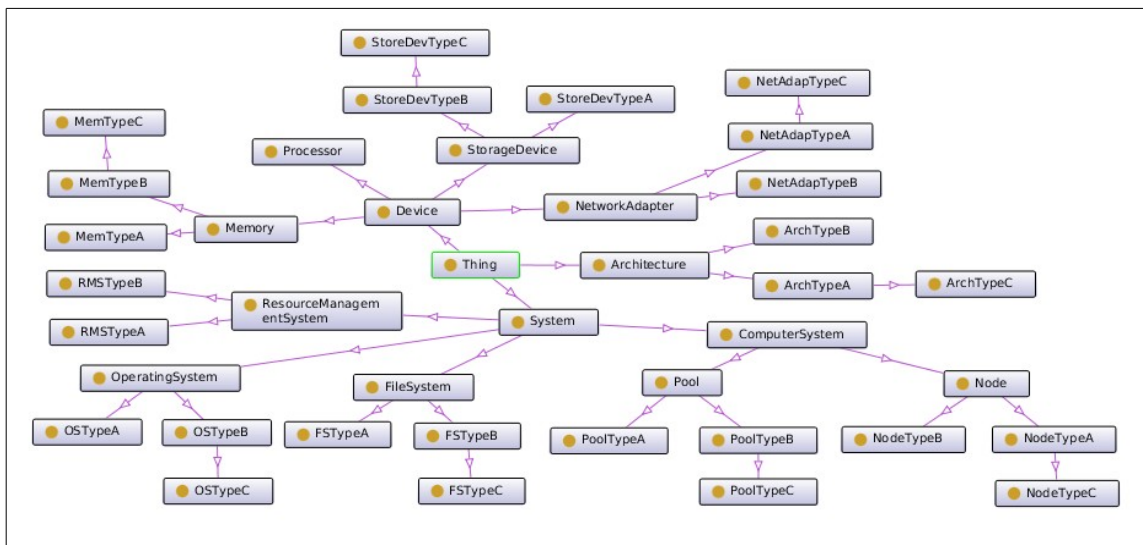 StoreDevTypeC
StoreDevTypeB
StoreDevTypeA
NetAdapTypeC
MemTypeC
Processor
StorageDevice
NetAdapTypeA
MemTypeB
NetAdapTypeB
Device
NetworkAdapter
Memory
MemTypeA
ArchTypeB
Thing
Architecture
RMSTypeB
ArchTypeA
ArchTypeC
ResourceManagem
entSystem
RMSTypeA
System
ComputerSystem
OperatingSystem
FileSystem
Pool
Node
OSTypeA
OSTypeB
FSTypeA
FSTypeB
PoolTypeA
PoolTypeB
NodeTypeB
NodeTypeA
OSTypeC
FSTypeC
PoolTypeC
NodeTypeC